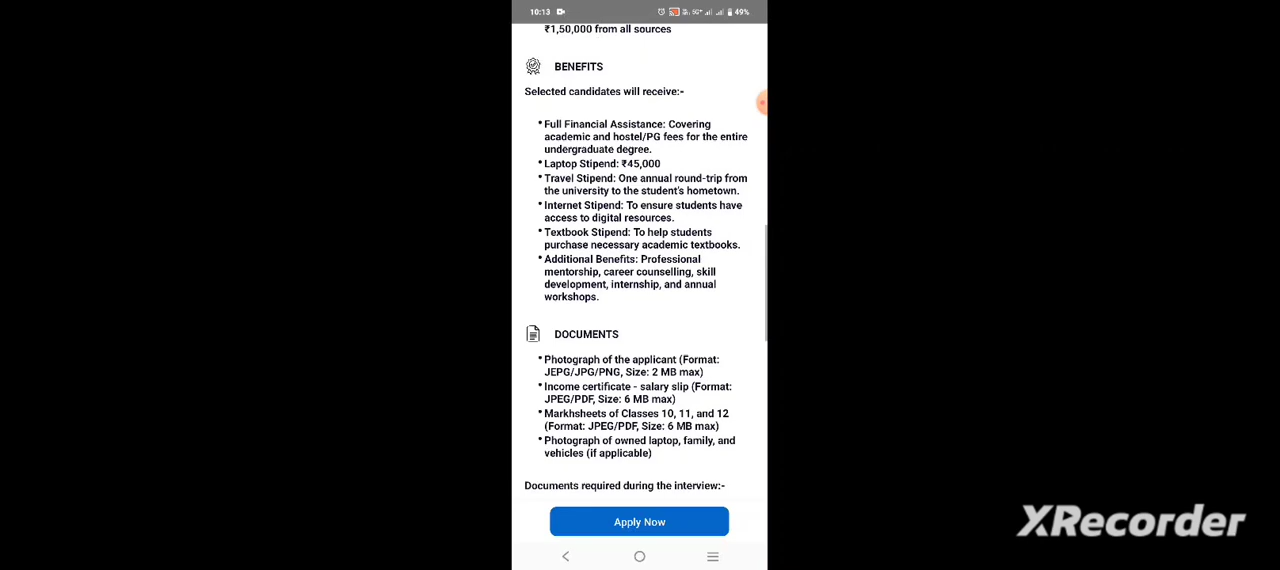 10:13 5G+ 49%
₹1,50,000 from all sources
BENEFITS
Selected candidates will receive:-
• Full Financial Assistance: Covering
academic and hostel/PG fees for the entire
undergraduate degree.
• Laptop Stipend: ₹45,000
• Travel Stipend: One annual round-trip from
the university to the student's hometown.
• Internet Stipend: To ensure students have
access to digital resources.
• Textbook Stipend: To help students
purchase necessary academic textbooks.
• Additional Benefits: Professional
mentorship, career counselling, skill
development, internship, and annual
workshops.
DOCUMENTS
• Photograph of the applicant (Format:
JEPG/JPG/PNG, Size: 2 MB max)
• Income certificate - salary slip (Format:
JPEG/PDF, Size: 6 MB max)
• Markhsheets of Classes 10, 11, and 12
(Format: JPEG/PDF, Size: 6 MB max)
• Photograph of owned laptop, family, and
vehicles (if applicable)
Documents required during the interview:-
Apply Now
XRecorder